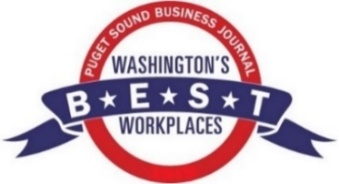 PUGET SOUND BUSINESS JOURNAL
WASHINGTON'S
B★E★S★T
WORKPLACES